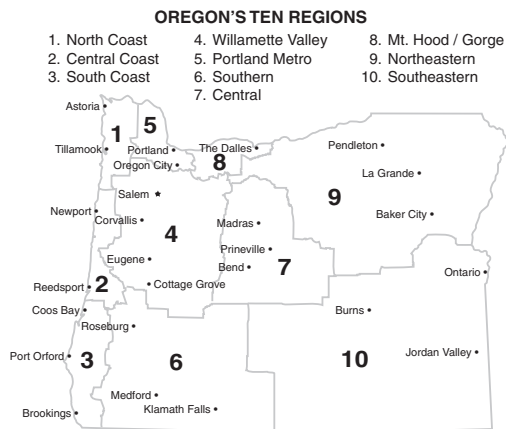 OREGON'S TEN REGIONS
1. North Coast
2. Central Coast
3. South Coast
4. Willamette Valley
5. Portland Metro
6. Southern
7. Central
8. Mt. Hood / Gorge
9. Northeastern
10. Southeastern
Astoria
1
5
Tillamook
Portland
Oregon City
The Dalles
8
Pendleton
La Grande
9
Baker City
Salem
Newport
Corvallis
4
Madras
Prineville
Bend
7
Eugene
Reedsport
2
Cottage Grove
Ontario
Coos Bay
Roseburg
Burns
Port Orford
3
6
10
Jordan Valley
Medford
Klamath Falls
Brookings